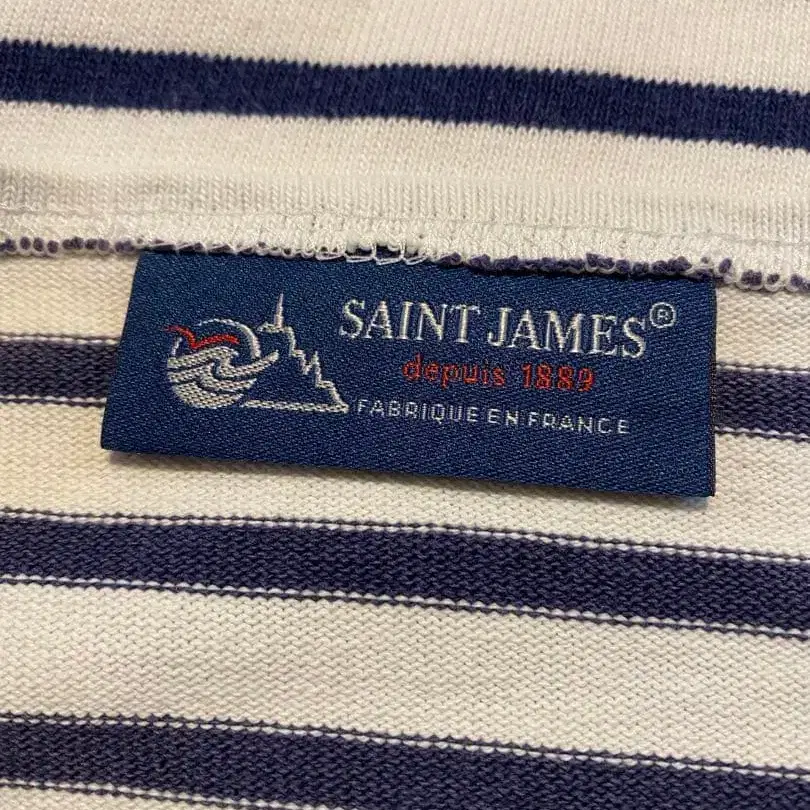 SAINT JAMES®
depuis 1889
FABRIQUE EN FRANCE